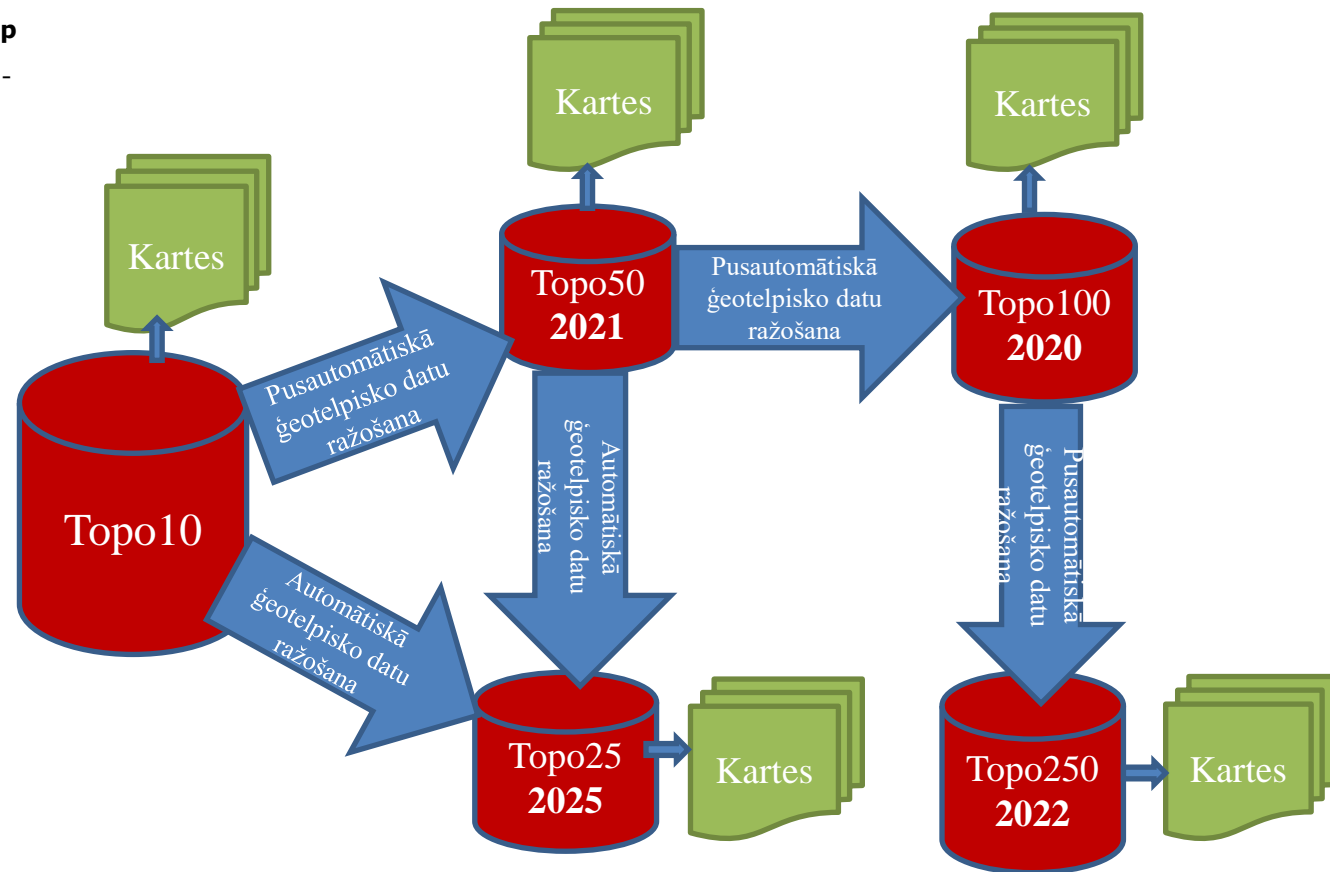 p
-
Kartes
Kartes
Kartes
Topo50
2021
Pusautomātiskā
ģeotelpisko datu
ražošana
Topo100
2020
Pusautomātiskā
ģeotelpisko datu
ražošana
Topo10
Automātiskā
ģeotelpisko datu
ražošana
Automātiskā
ģeotelpisko datu
ražošana
Pusautomātiskā
ģeotelpisko datu
ražošana
Topo25
2025
Kartes
Topo250
2022
Kartes